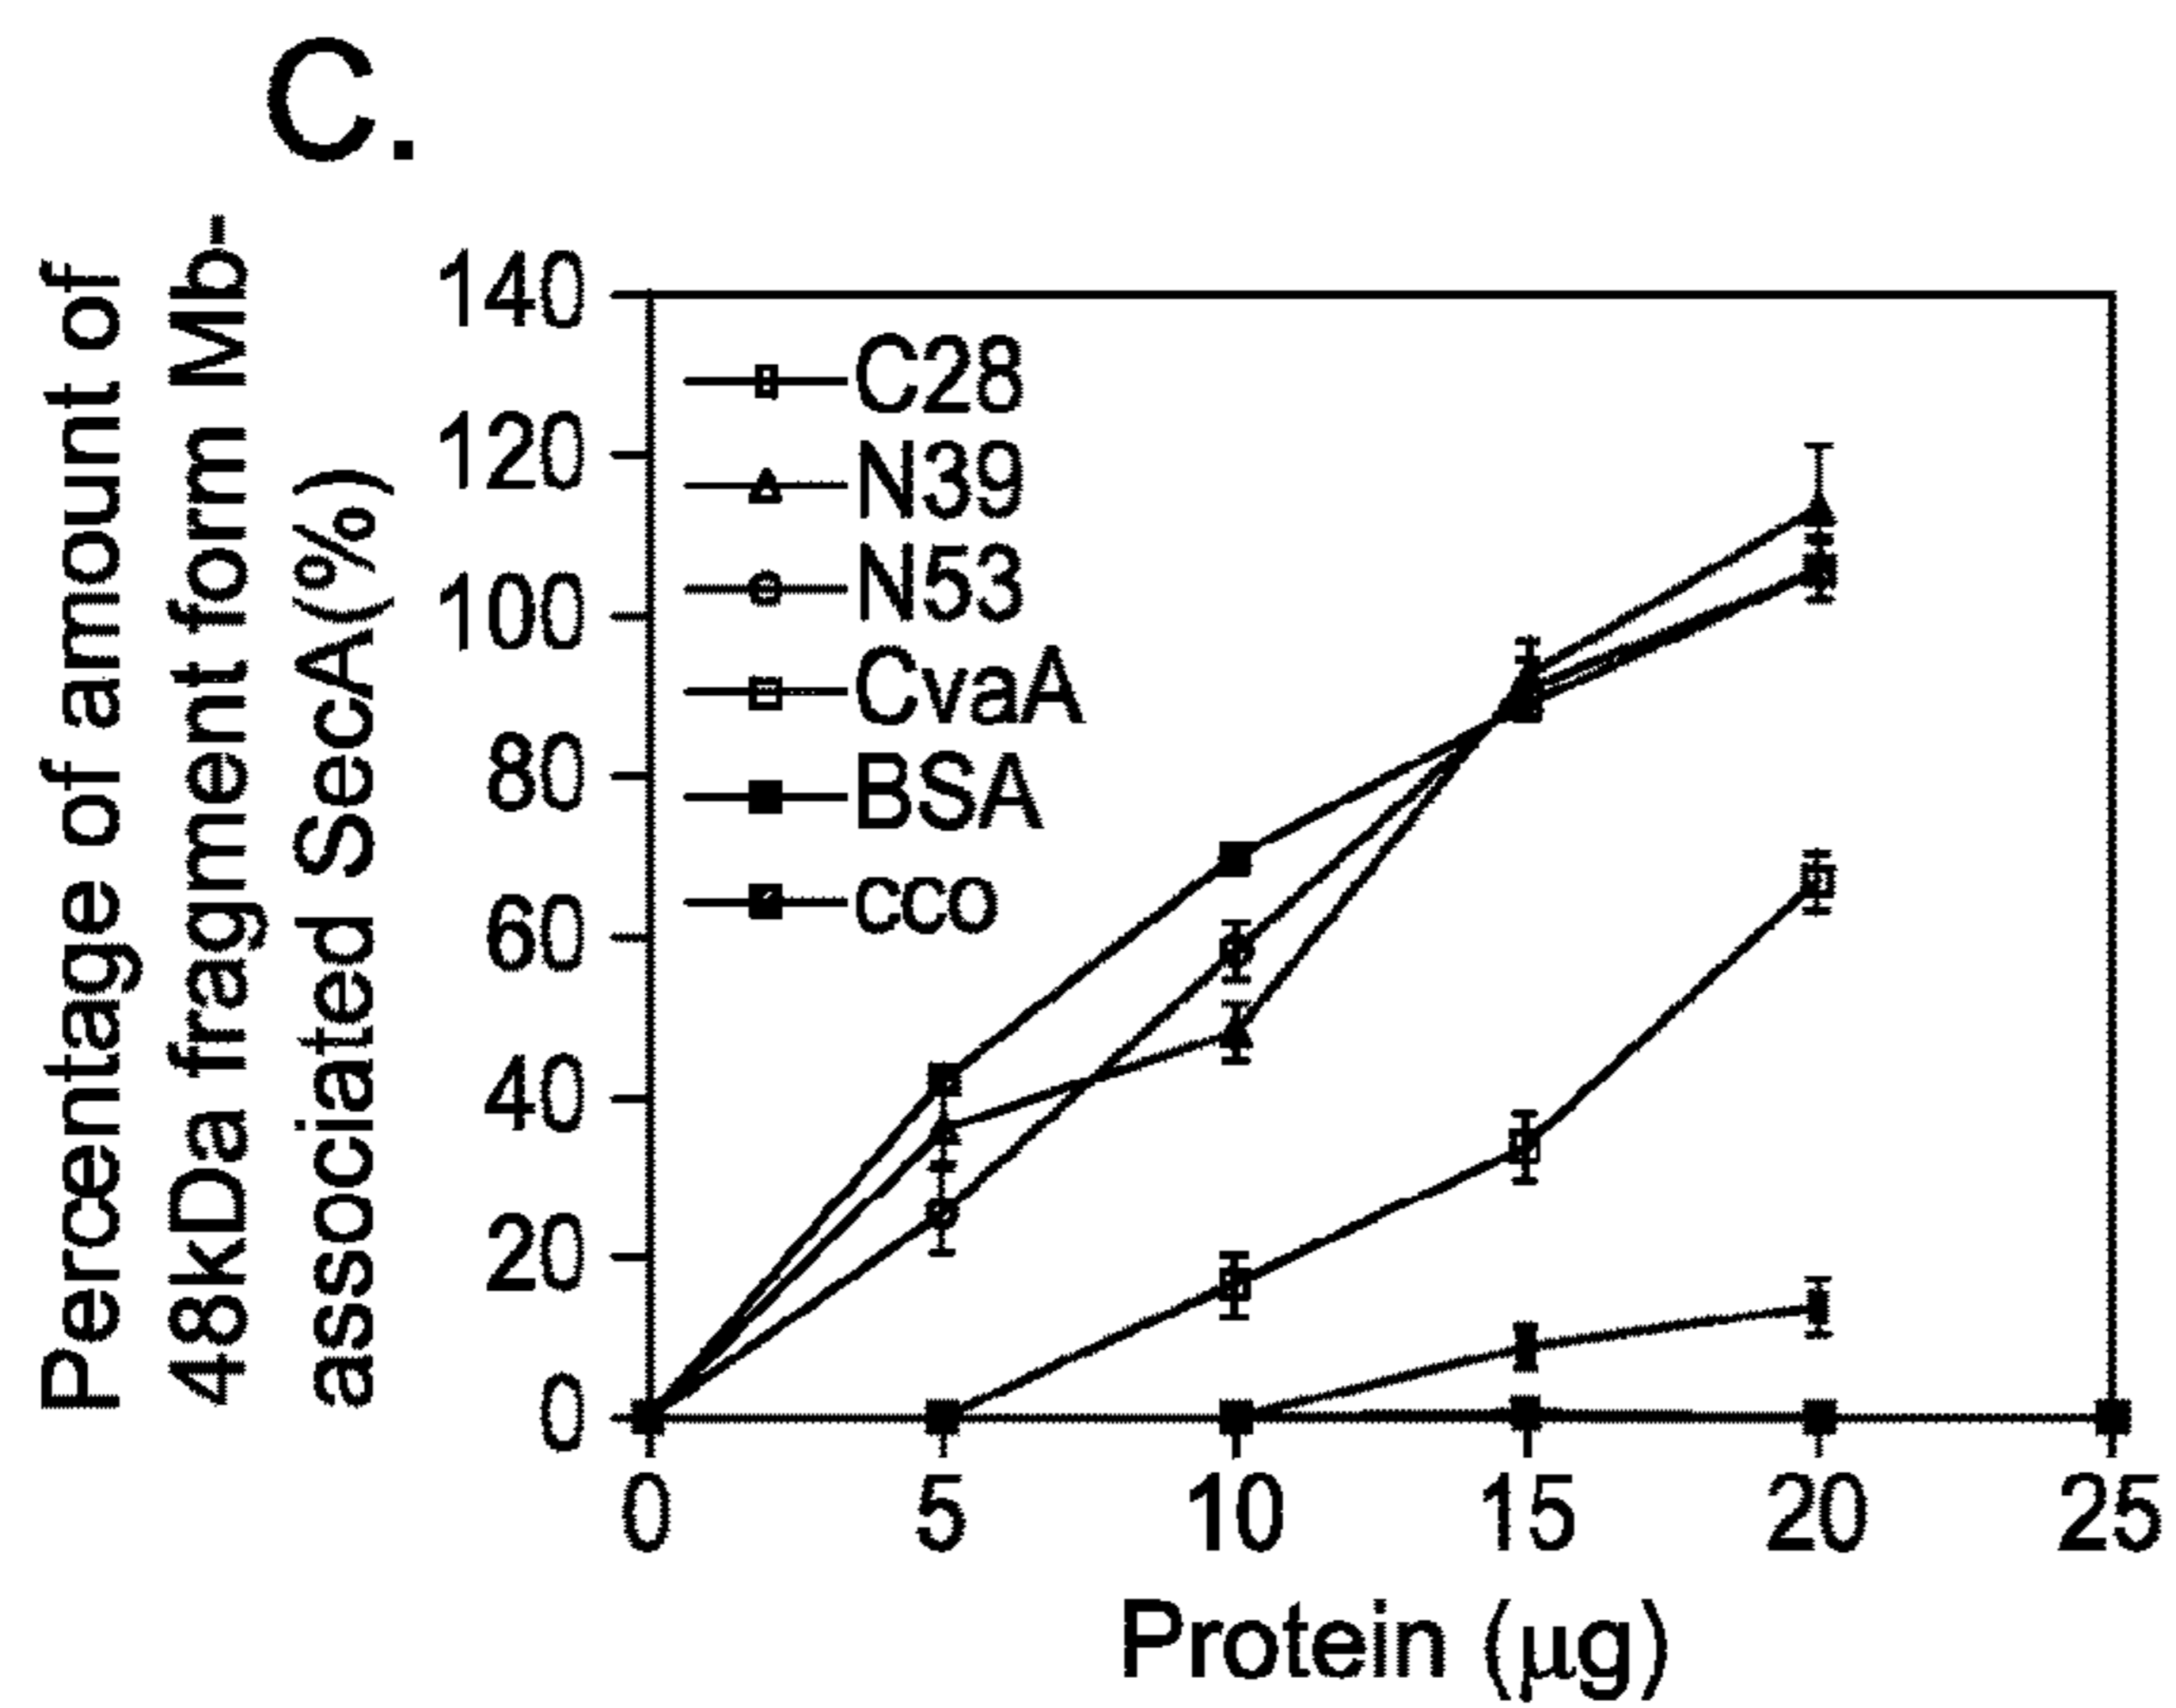 C.
Percentage of amount of
48kDa fragment form Mb-
associated SecA(%)
140
120
100
80
60
40
20
0
C28
N39
N53
CvaA
BSA
cco
0 5 10 15 20 25
Protein (μg)